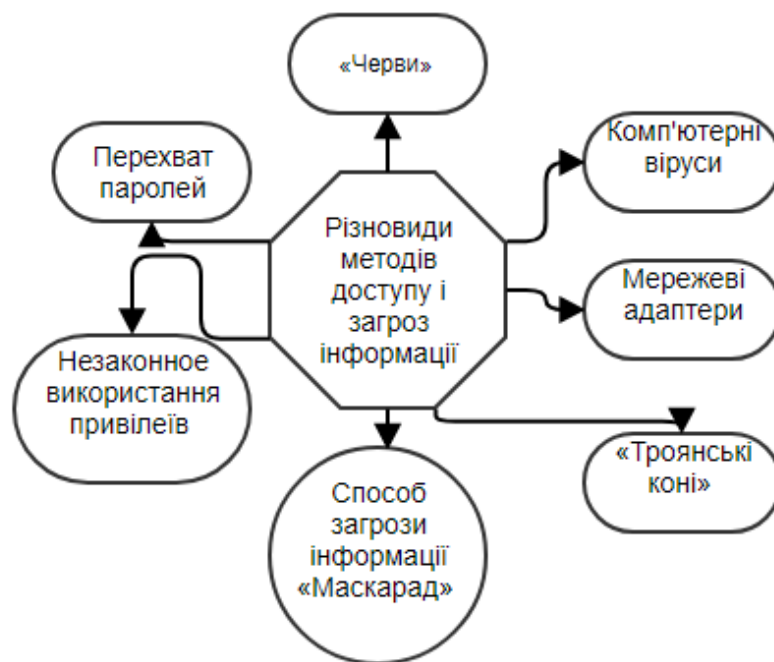 «Черви»
Перехват
паролей
Комп'ютерні
віруси
Різновиди
методів
доступу і
загроз
інформації
Мережеві
адаптери
Незаконное
використання
привілеїв
«Троянські
коні»
Способ
загрози
інформації
«Маскарад»